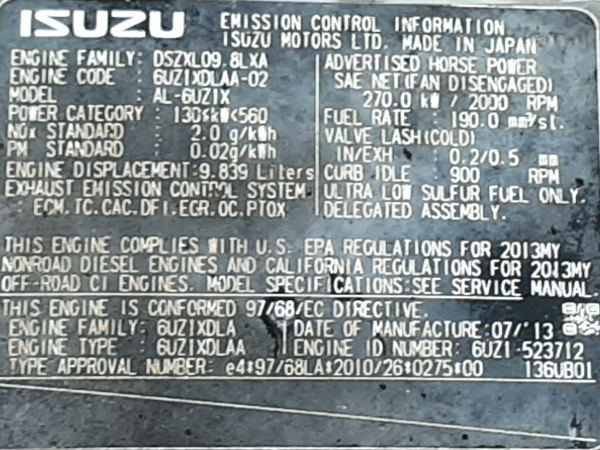 ISUZU EMISSION CONTROL INFORMATION
ISUZU MOTORS LTD. MADE IN JAPAN
ENGINE FAMILY: DSZXL09.8LXA
ENGINE CODE : 6UZ1XDLAA-02
MODEL : AL-6UZ1X
POWER CATEGORY : 130≤kW≤560
NOx STANDARD : 2.0 g/kWh
PM STANDARD : 0.02g/kWh
ENGINE DISPLACEMENT:9.839 Liters
EXHAUST EMISSION CONTROL SYSTEM
: ECM.TC.CAC.DFI.EGR.OC.PTOX
ADVERTISED HORSE POWER
SAE NET(FAN DISENGAGED)
270.0 kW / 2000 RPM
FUEL RATE : 190.0 mm³/st.
VALVE LASH(COLD)
IN/EXH : 0.2/0.5 mm
CURB IDLE : 900 RPM
ULTRA LOW SULFUR FUEL ONLY.
DELEGATED ASSEMBLY.
THIS ENGINE COMPLIES WITH U.S. EPA REGULATIONS FOR 2013MY
NONROAD DIESEL ENGINES AND CALIFORNIA REGULATIONS FOR 2013MY
OFF-ROAD CI ENGINES. MODEL SPECIFICATIONS:SEE SERVICE MANUAL.
THIS ENGINE IS CONFORMED 97/68/EC DIRECTIVE.
ENGINE FAMILY: 6UZ1XDLA DATE OF MANUFACTURE:07/'13
ENGINE TYPE : 6UZ1XDLAA ENGINE ID NUMBER: 6UZ1-523712
TYPE APPROVAL NUMBER: e4*97/68LA*2010/26*0275*00 136UB01